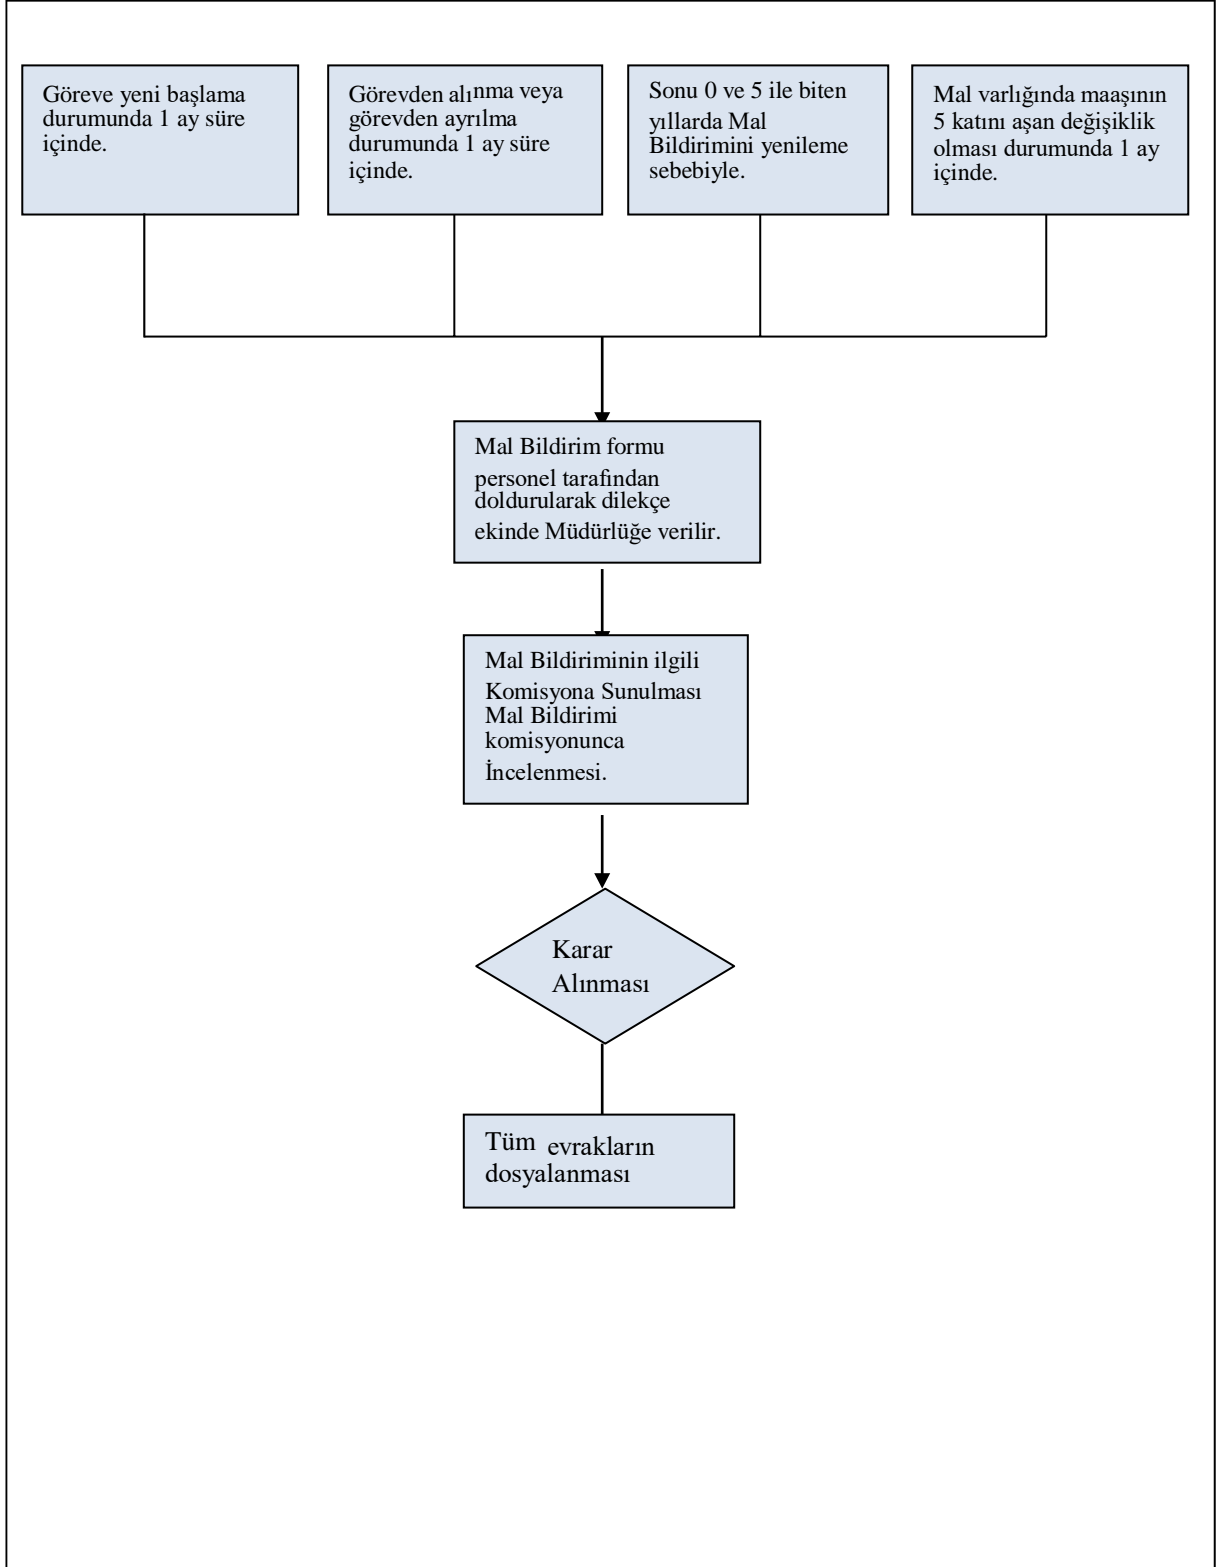 Göreve yeni başlama
durumunda 1 ay süre
içinde.
Görevden alınma veya
görevden ayrılma
durumunda 1 ay süre
içinde.
Sonu 0 ve 5 ile biten
yıllarda Mal
Bildirimini yenileme
sebebiyle.
Mal varlığında maaşının
5 katını aşan değişiklik
olması durumunda 1 ay
içinde.
Mal Bildirim formu
personel tarafından
doldurularak dilekçe
ekinde Müdürlüğe verilir.
Mal Bildiriminin ilgili
Komisyona Sunulması
Mal Bildirimi
komisyonunca
İncelenmesi.
Karar
Alınması
Tüm evrakların
dosyalanması